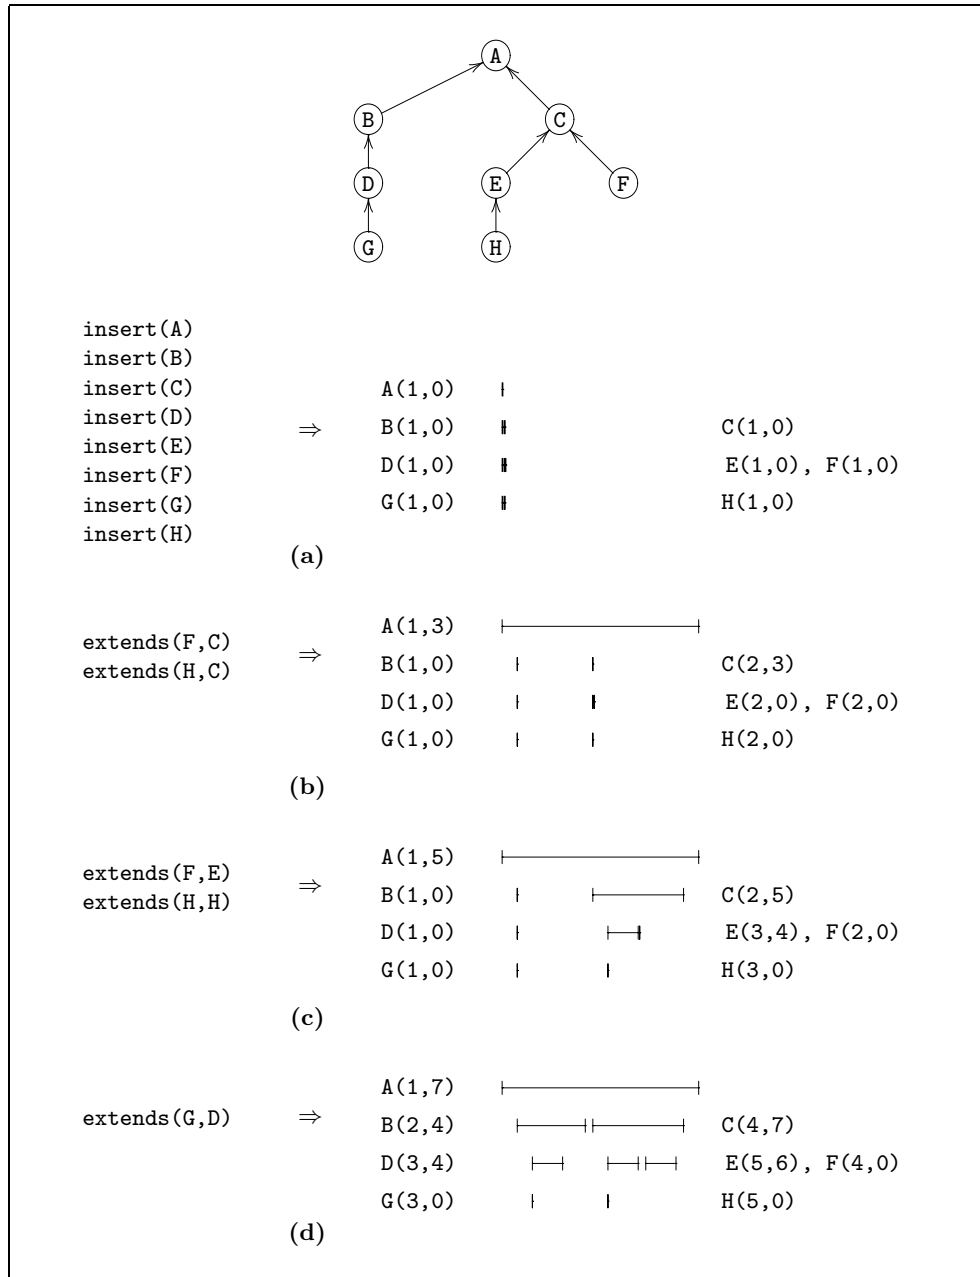 A
B
C
D
E
F
G
H
insert(A)
insert(B)
insert(C)
insert(D)
insert(E)
insert(F)
insert(G)
insert(H)
⇒
A(1,0)
B(1,0) C(1,0)
D(1,0) E(1,0), F(1,0)
G(1,0) H(1,0)
(a)
extends(F,C)
extends(H,C)
⇒
A(1,3)
B(1,0) C(2,3)
D(1,0) E(2,0), F(2,0)
G(1,0) H(2,0)
(b)
extends(F,E)
extends(H,H)
⇒
A(1,5)
B(1,0) C(2,5)
D(1,0) E(3,4), F(2,0)
G(1,0) H(3,0)
(c)
extends(G,D)
⇒
A(1,7)
B(2,4) C(4,7)
D(3,4) E(5,6), F(4,0)
G(3,0) H(5,0)
(d)